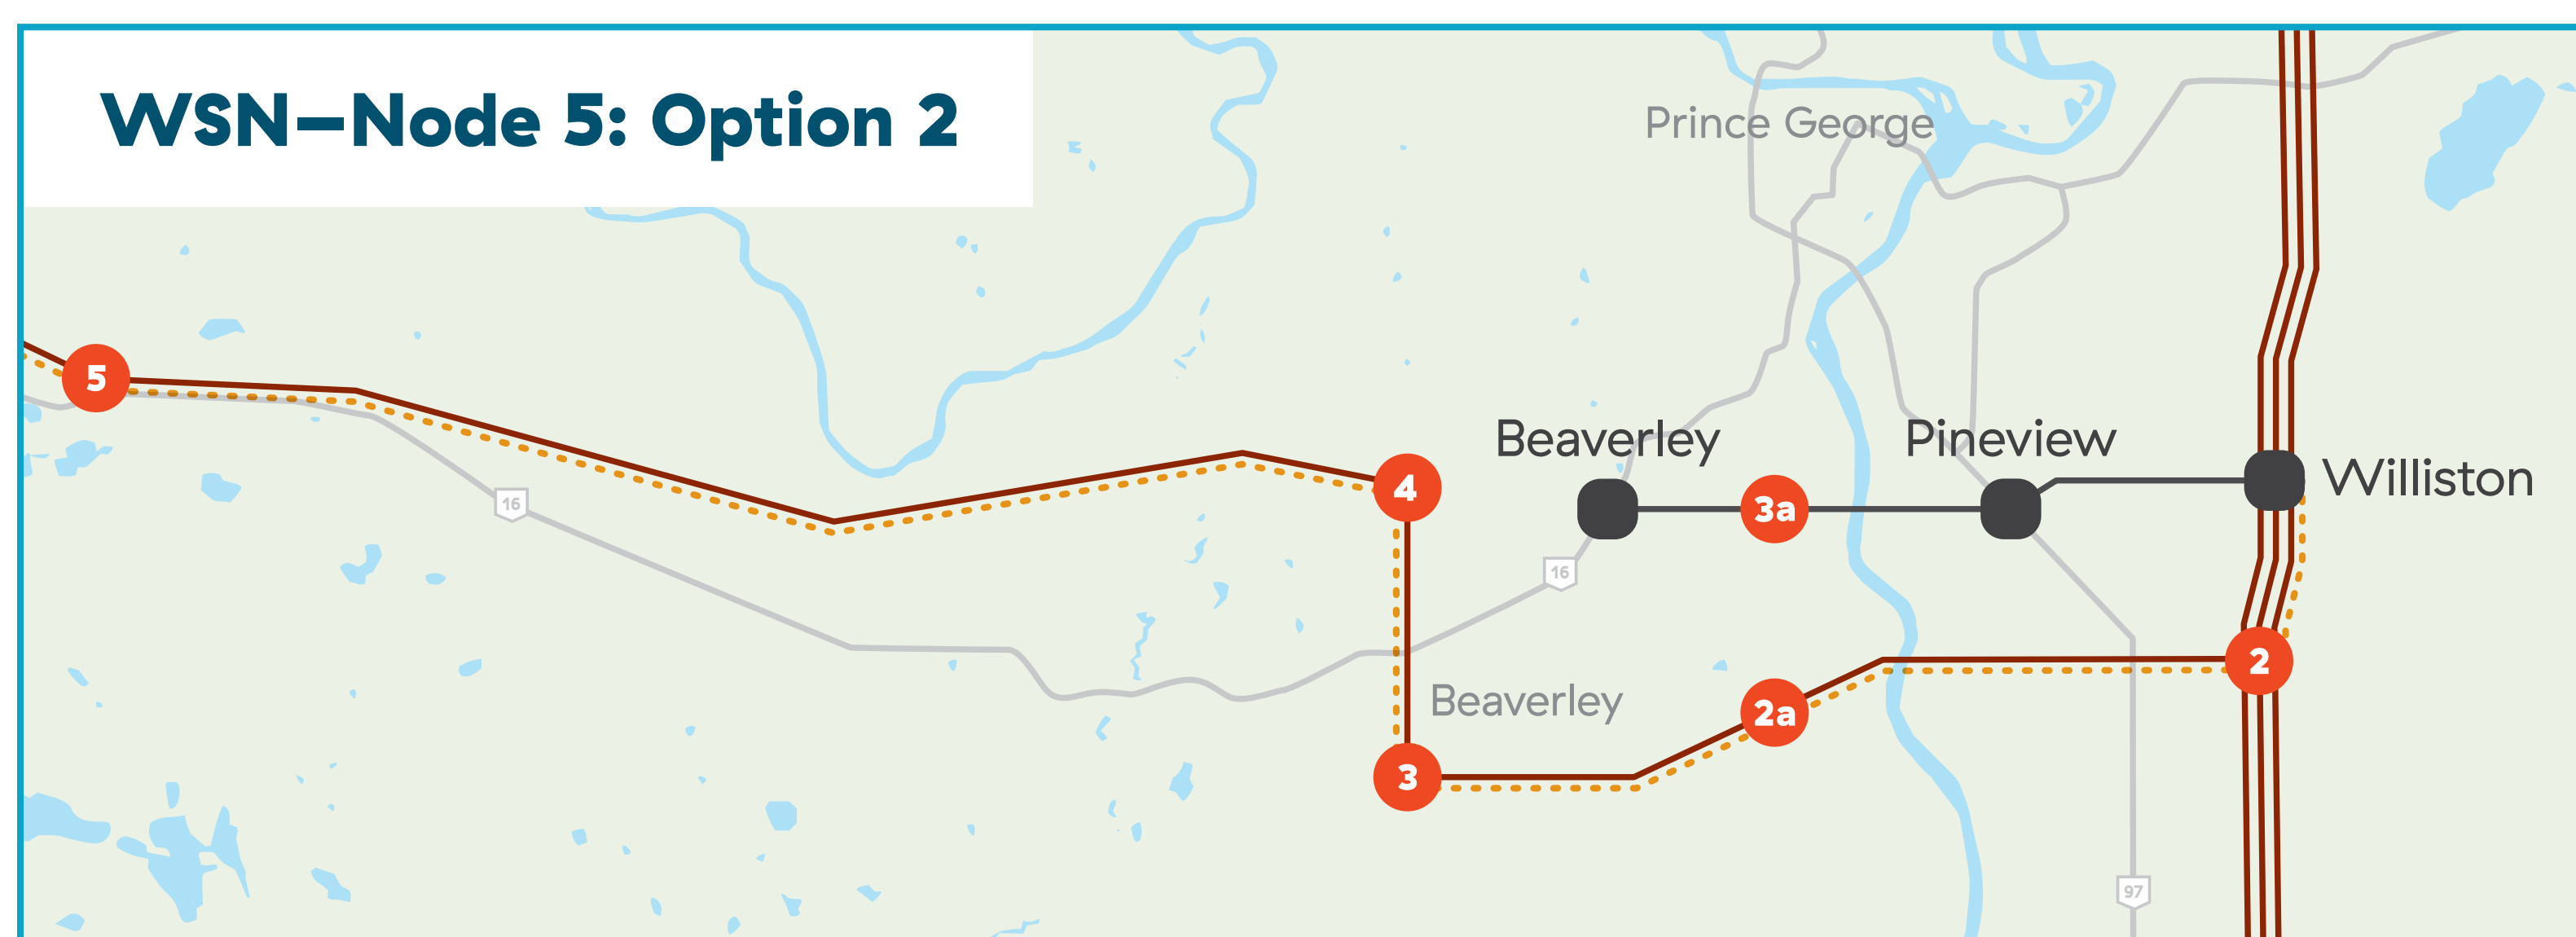 WSN—Node 5: Option 2
Prince George
5
4
Beaverley
Pineview
Williston
16
3a
16
2
Beaverley
2a
3
97